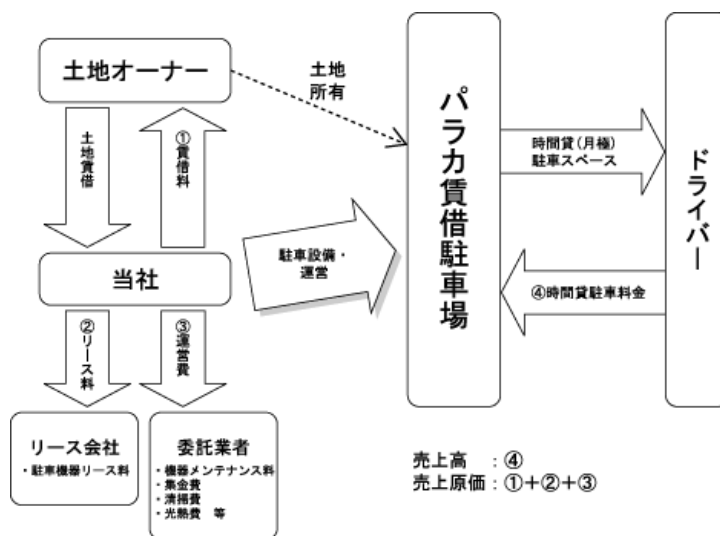 土地オーナー
土地
所有
土地賃借
①賃借料
パラカ賃借駐車場
時間貸(月極)
駐車スペース
ドライバー
当社
駐車設備・
運営
④時間貸駐車料金
②リース料
③運営費
リース会社
・駐車機器リース料
委託業者
・機器メンテナンス料
・集金費
・清掃費
・光熱費 等
売上高 :④
売上原価:①+②+③